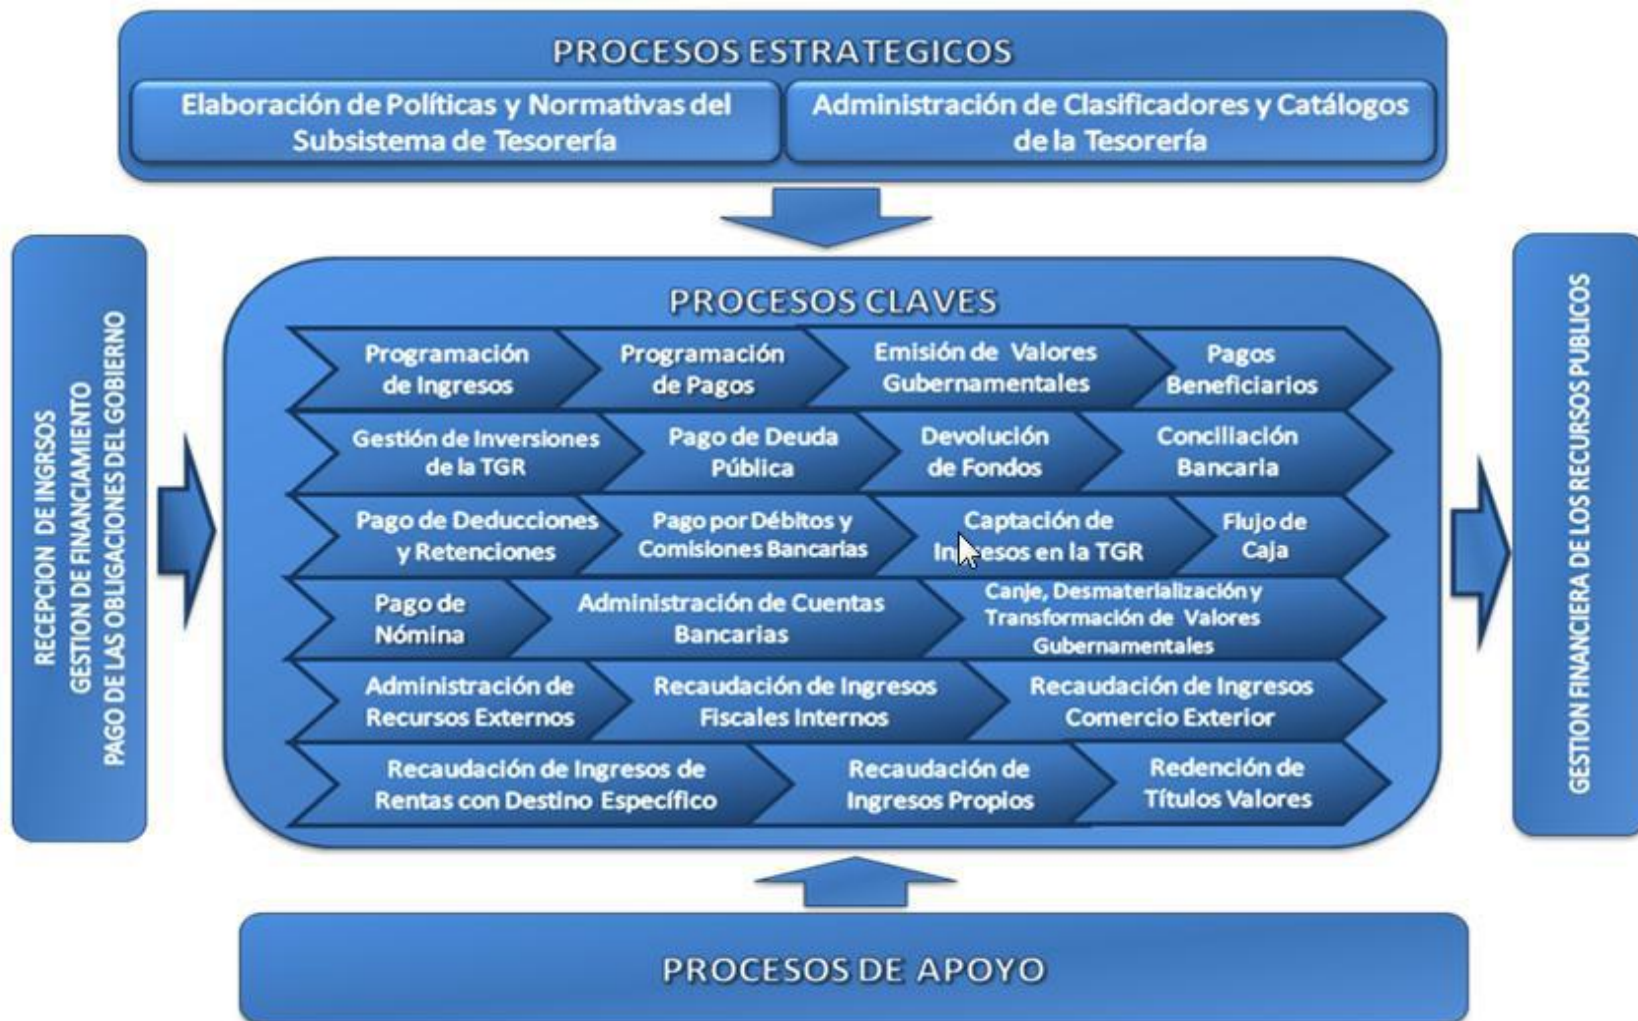 PROCESOS ESTRATEGICOS
Elaboración de Políticas y Normativas del
Subsistema de Tesorería
Administración de Clasificadores y Catálogos
de la Tesorería
RECEPCION DE INGRSOS
GESTION DE FINANCIAMIENTO
PAGO DE LAS OBLIGACIONES DEL GOBIERNO
PROCESOS CLAVES
Programación
de Ingresos
Programación
de Pagos
Emisión de Valores
Gubernamentales
Pagos
Beneficiarios
Gestión de Inversiones
de la TGR
Pago de Deuda
Pública
Devolución
de Fondos
Conciliación
Bancaria
Pago de Deducciones
y Retenciones
Pago por Débitos y
Comisiones Bancarias
Captación de
Ingresos en la TGR
Flujo de
Caja
Pago de
Nómina
Administración de Cuentas
Bancarias
Canje, Desmaterialización y
Transformación de Valores
Gubernamentales
Administración de
Recursos Externos
Recaudación de Ingresos
Fiscales Internos
Recaudación de Ingresos
Comercio Exterior
Recaudación de Ingresos de
Rentas con Destino Específico
Recaudación de
Ingresos Propios
Redención de
Títulos Valores
GESTION FINANCIERA DE LOS RECURSOS PUBLICOS
PROCESOS DE APOYO